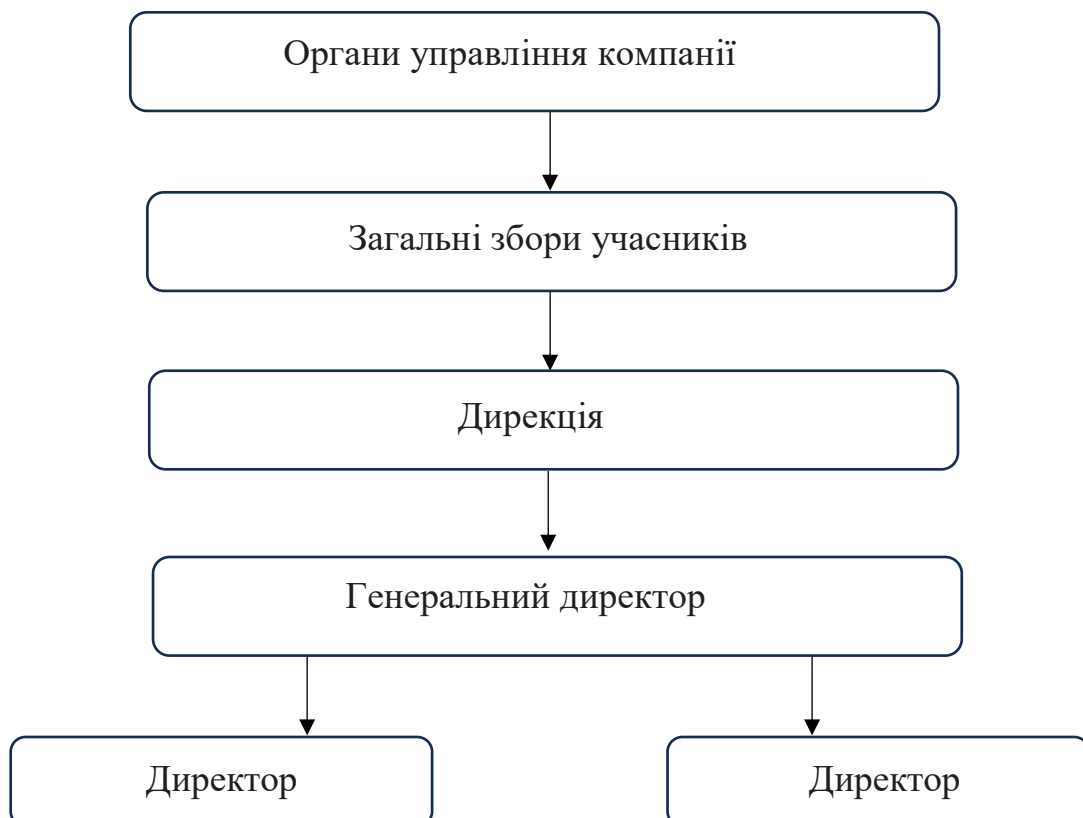 Органи управління компанії
Загальні збори учасників
Дирекція
Генеральний директор
Директор
Директор